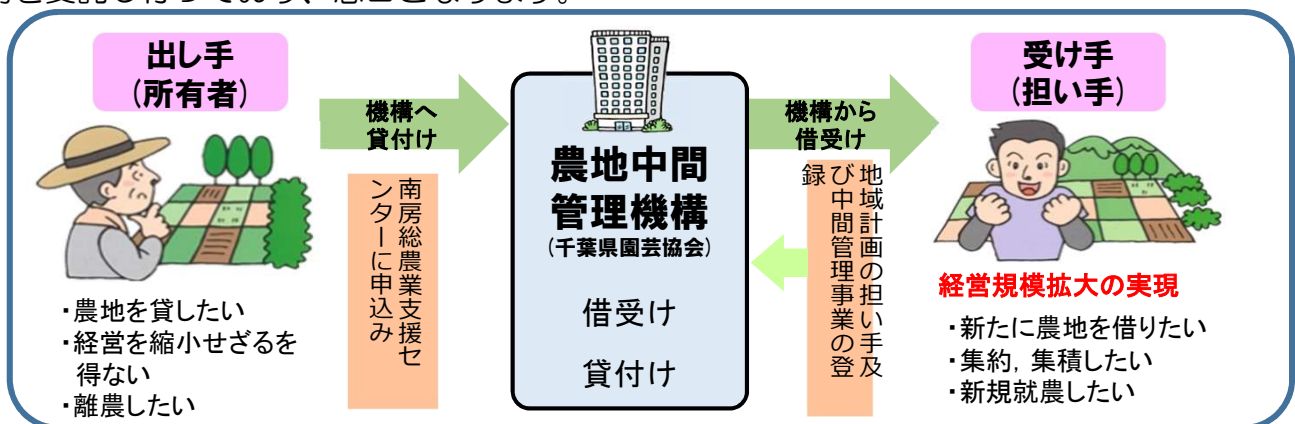 出し手
(所有者)
機構へ
貸付け
南房総農業支援セ
ンターに申込み
・農地を貸したい
・経営を縮小せざるを
得ない
・離農したい
農地中間
管理機構
(千葉県園芸協会)
借受け
貸付け
機構から
借受け
地域計画の担い手及
び中間管理事業の登
録
受け手
(担い手)
経営規模拡大の実現
・新たに農地を借りたい
・集約，集積したい
・新規就農したい